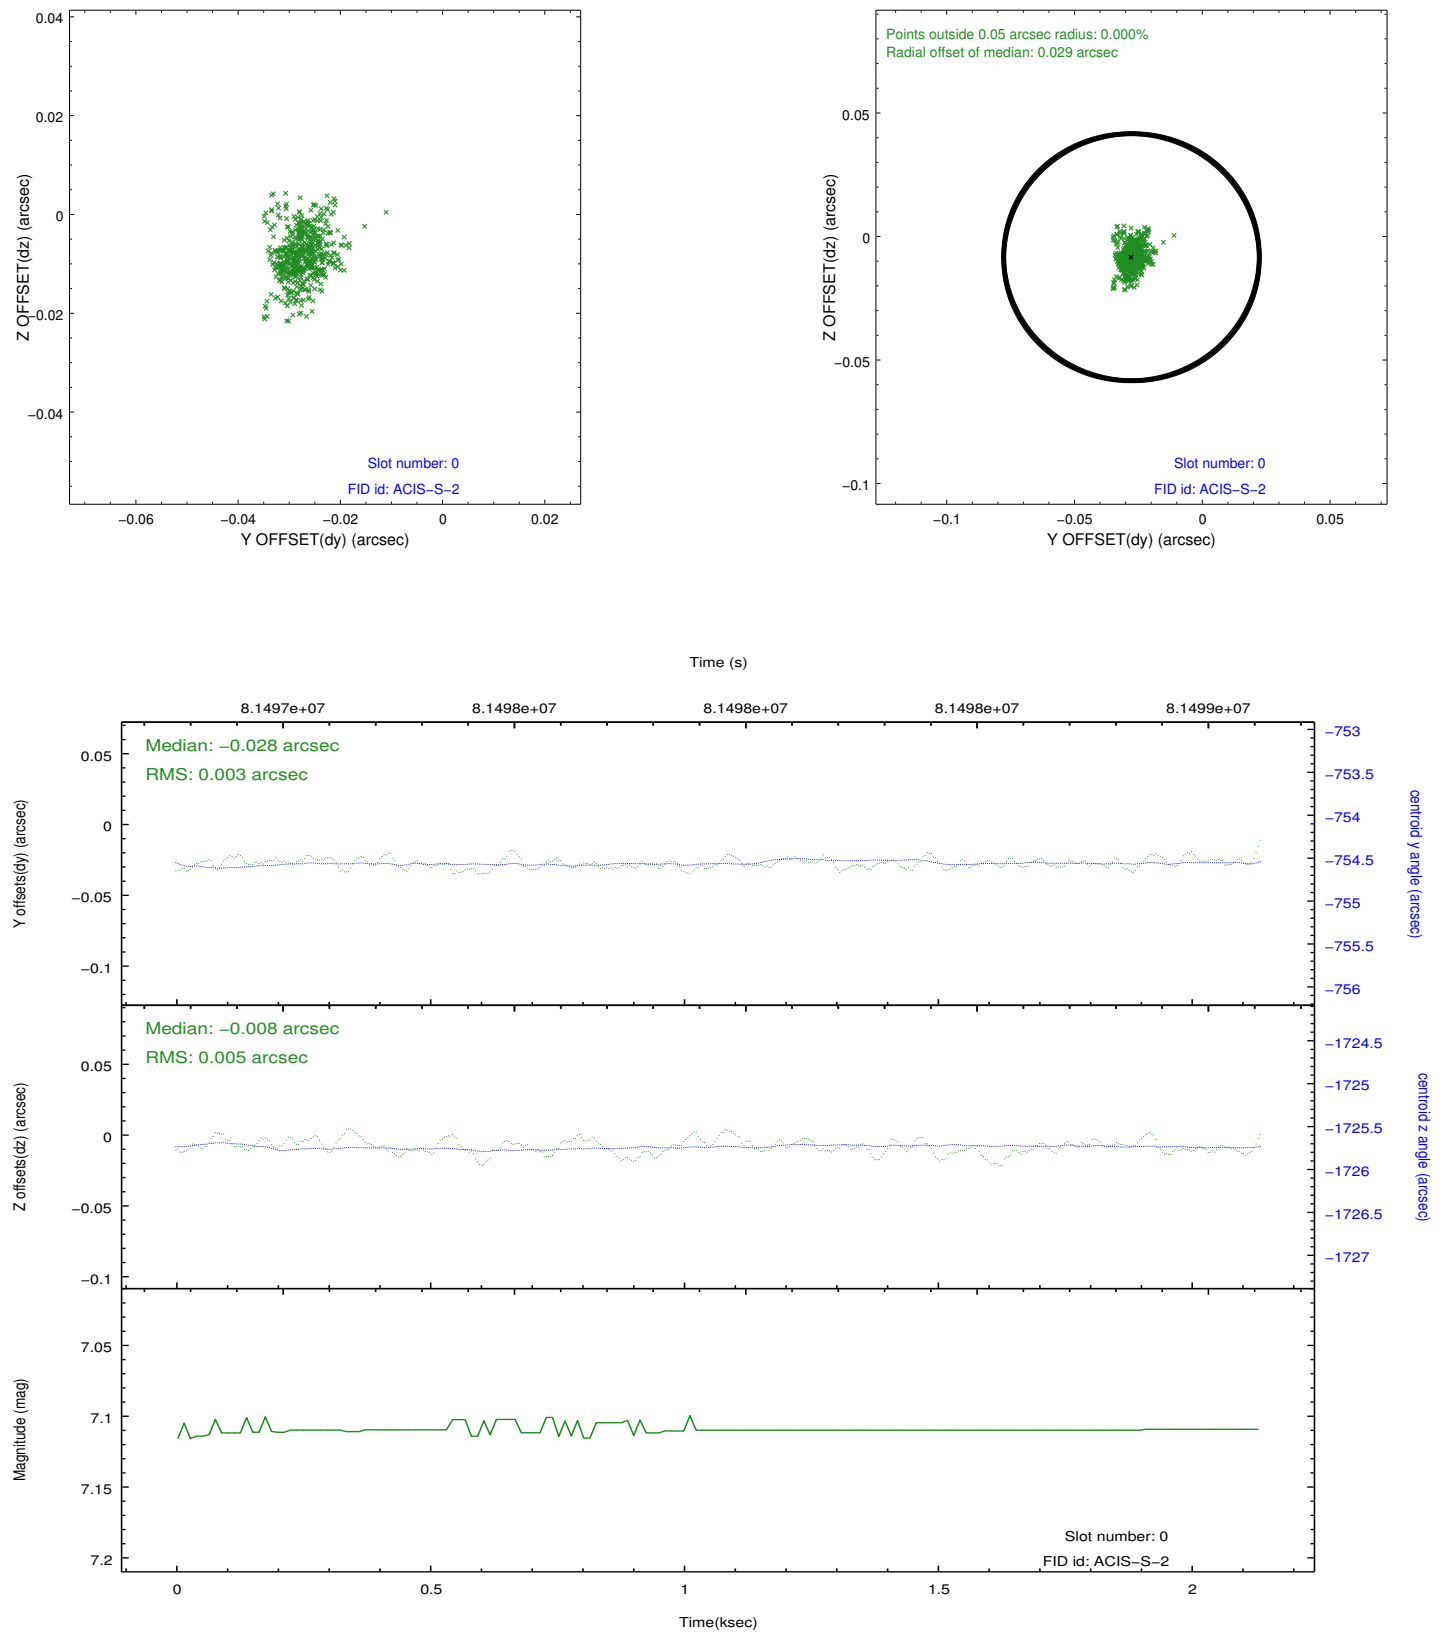 0.04
0.02
0
−0.02
−0.04
Z OFFSET(dz) (arcsec)
Slot number: 0
FID id: ACIS−S−2
−0.06
−0.04
−0.02
0
0.02
Y OFFSET(dy) (arcsec)
Points outside 0.05 arcsec radius: 0.000%
Radial offset of median: 0.029 arcsec
0.05
0
−0.05
−0.1
Z OFFSET(dz) (arcsec)
Slot number: 0
FID id: ACIS−S−2
−0.1
−0.05
0
0.05
Y OFFSET(dy) (arcsec)
Time (s)
8.1497e+07
8.1498e+07
8.1498e+07
8.1498e+07
8.1499e+07
Median: −0.028 arcsec
RMS: 0.003 arcsec
0.05
0
−0.05
−0.1
Y offsets(dy) (arcsec)
−753
−753.5
−754
−754.5
−755
−755.5
−756
centroid y angle (arcsec)
Median: −0.008 arcsec
RMS: 0.005 arcsec
0.05
0
−0.05
−0.1
Z offsets(dz) (arcsec)
−1724.5
−1725
−1725.5
−1726
−1726.5
−1727
centroid z angle (arcsec)
7.05
7.1
7.15
7.2
Magnitude (mag)
Slot number: 0
FID id: ACIS−S−2
0
0.5
1
1.5
2
Time(ksec)